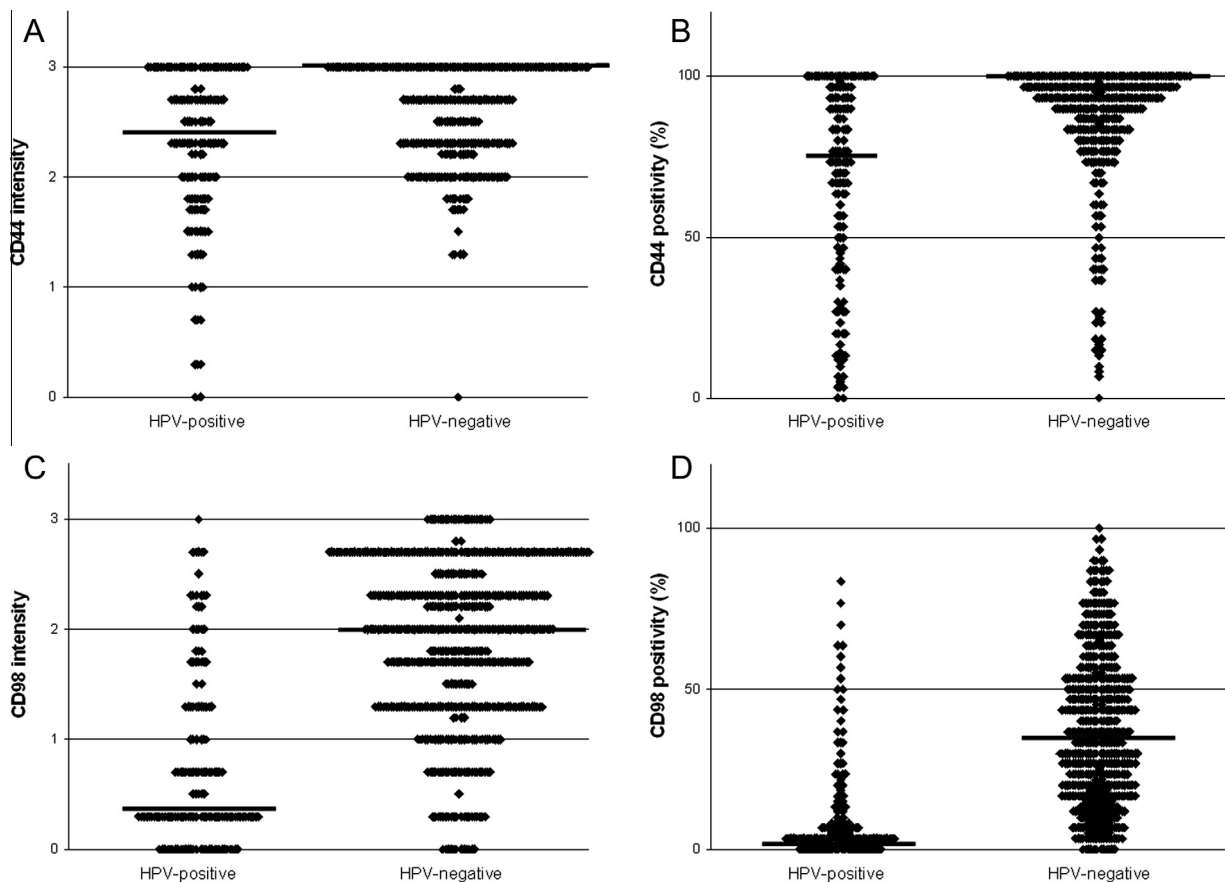 A
CD44 intensity
3
2
1
0
HPV-positive HPV-negative
B
CD44 positivity (%)
100
50
0
HPV-positive HPV-negative
C
CD98 intensity
3
2
1
0
HPV-positive HPV-negative
D
CD98 positivity (%)
100
50
0
HPV-positive HPV-negative